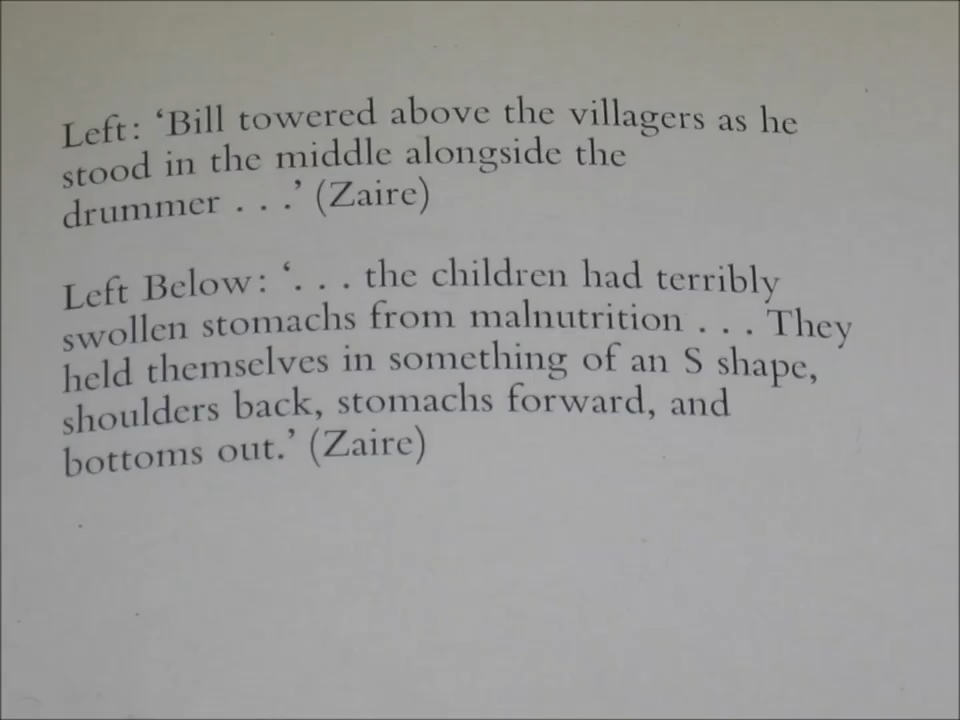 Left: ‘Bill towered above the villagers as he
stood in the middle alongside the
drummer . . .’ (Zaire)
Left Below: ‘. . . the children had terribly
swollen stomachs from malnutrition . . . They
held themselves in something of an S shape,
shoulders back, stomachs forward, and
bottoms out.’ (Zaire)